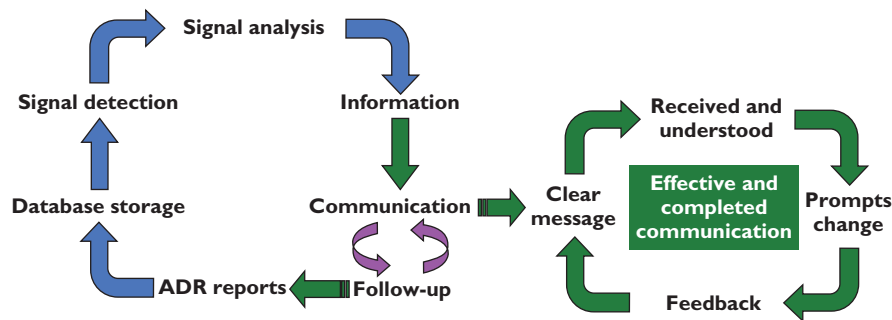 Signal analysis
Signal detection
Information
Database storage
Communication
ADR reports
Follow-up
Received and
understood
Clear
message
Effective and
completed
communication
Prompts
change
Feedback